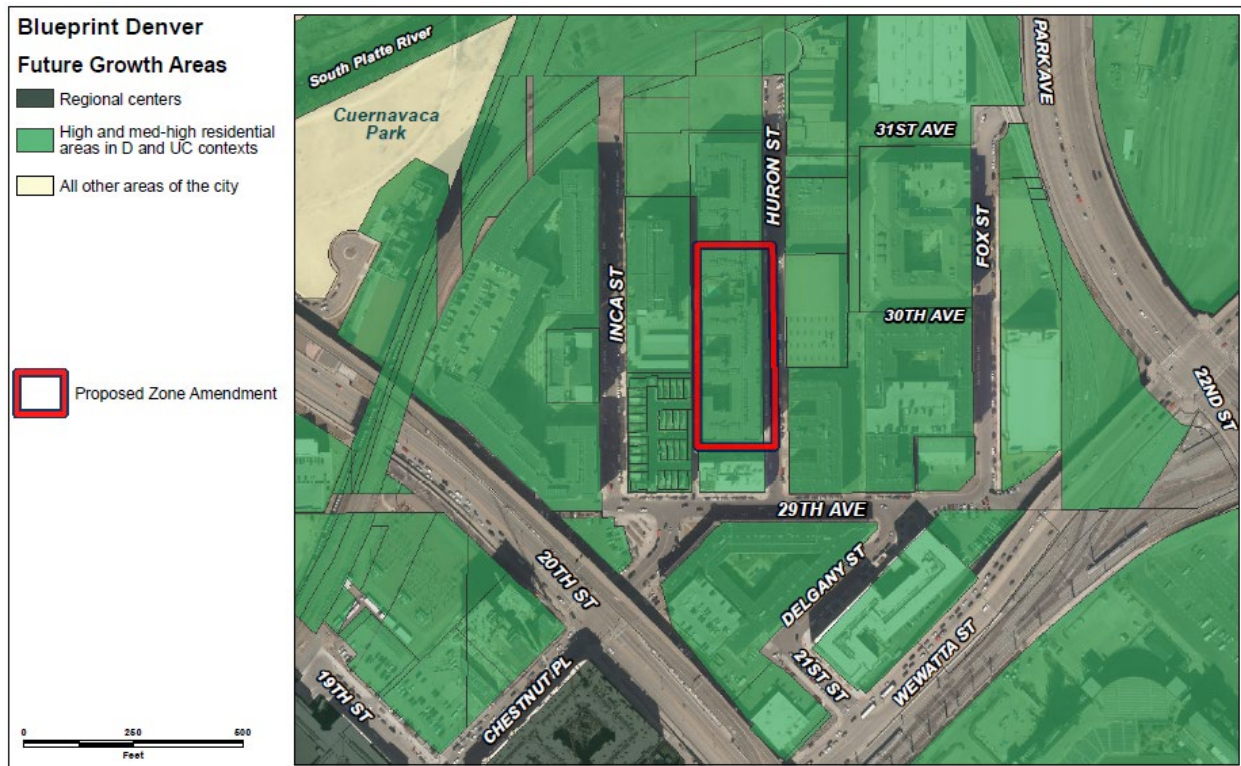 Blueprint Denver
Future Growth Areas
Regional centers
High and med-high residential
areas in D and UC contexts
All other areas of the city
Proposed Zone Amendment
0 250 500
Feet
South Platte River
Cuernavaca
Park
PARK AVE
31ST AVE
HURON ST
INCA ST
FOX ST
30TH AVE
22ND ST
29TH AVE
20TH ST
DELGANY ST
21ST ST
WEWATTA ST
CHESTNUT PL
19TH ST